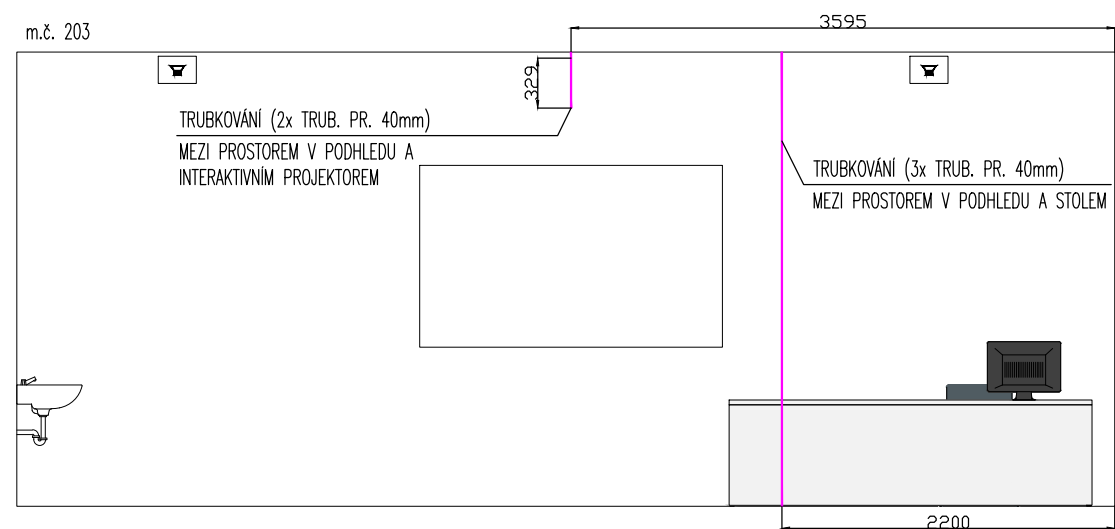 m.č. 203
3595
329
TRUBKOVÁNÍ (2x TRUB. PR. 40mm)
MEZI PROSTOREM V PODHLEDU A
INTERAKTIVNÍM PROJEKTOREM
TRUBKOVÁNÍ (3x TRUB. PR. 40mm)
MEZI PROSTOREM V PODHLEDU A STOLEM
2200